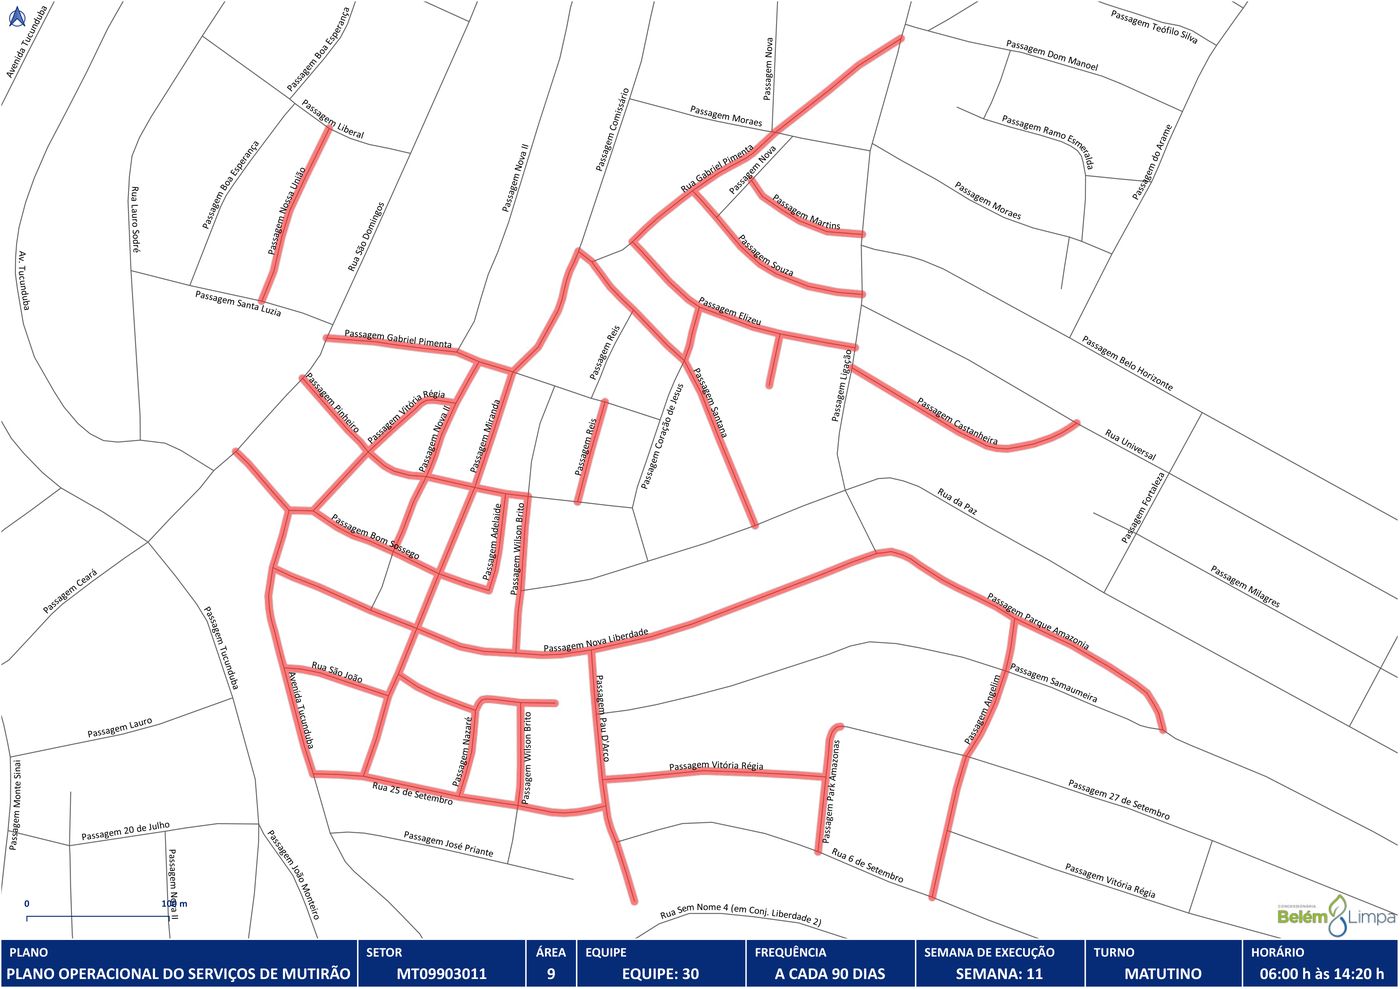 Avenida Tucunduba
Passagem Boa Esperança
Passagem Liberal
Passagem Boa Esperança
Passagem Nossa União
Rua Lauro Sodré
Av. Tucunduba
Passagem Santa Luzia
Rua São Domingos
Passagem Nova II
Passagem Comissário
Passagem Nova
Passagem Moraes
Rua Gabriel Pimenta
Passagem Nova
Passagem Martins
Passagem Souza
Passagem Elizeu
Passagem Teófilo Silva
Passagem Dom Manoel
Passagem Ramo Esmeralda
Passagem do Arame
Passagem Moraes
Passagem Belo Horizonte
Passagem Gabriel Pimenta
Passagem Pinheiro
Passagem Vitória Régia
Passagem Nova II
Passagem Miranda
Passagem Reis
Passagem Reis
Passagem Coração de Jesus
Passagem Santana
Passagem Ligação
Passagem Castanheira
Rua Universal
Passagem Fortaleza
Rua da Paz
Passagem Milagres
Passagem Bom Sossego
Passagem Adelaide
Passagem Wilson Brito
Passagem Ceará
Passagem Tucunduba
Passagem Nova Liberdade
Passagem Parque Amazonia
Passagem Samaumeira
Passagem Angelim
Rua São João
Avenida Tucunduba
Passagem Pau D'Arco
Passagem Nazaré
Passagem Wilson Brito
Passagem Lauro
Passagem Monte Sinai
Passagem Vitória Régia
Passagem Park Amazonas
Rua 25 de Setembro
Passagem 27 de Setembro
Passagem 20 de Julho
Passagem Nova II
Passagem João Monteiro
Passagem José Priante
Rua 6 de Setembro
Passagem Vitória Régia
Rua Sem Nome 4 (em Conj. Liberdade 2)
0 100 m
CONCESSIONÁRIA
Belém Limpa
PLANO
PLANO OPERACIONAL DO SERVIÇOS DE MUTIRÃO
SETOR
MT09903011
ÁREA
9
EQUIPE
EQUIPE: 30
FREQUÊNCIA
A CADA 90 DIAS
SEMANA DE EXECUÇÃO
SEMANA: 11
TURNO
MATUTINO
HORÁRIO
06:00 h às 14:20 h